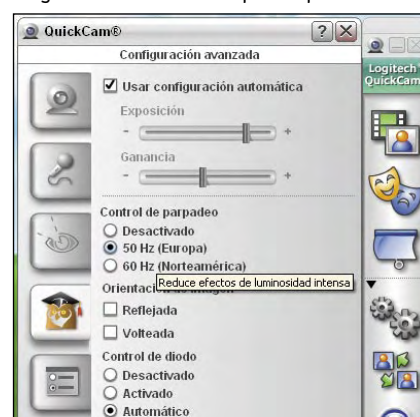 QuickCam®
Configuración avanzada
Usar configuración automática
Exposición
- +
Ganancia
- +
Control de parpadeo
Desactivado
50 Hz (Europa)
60 Hz (Norteamérica)
Reduce efectos de luminosidad intensa
Reflejada
Volteada
Control de diodo
Desactivado
Activado
Automático
Logitech
QuickCam